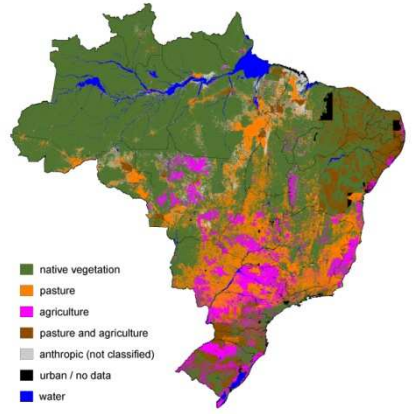 native vegetation
pasture
agriculture
pasture and agriculture
anthropic (not classified)
urban / no data
water